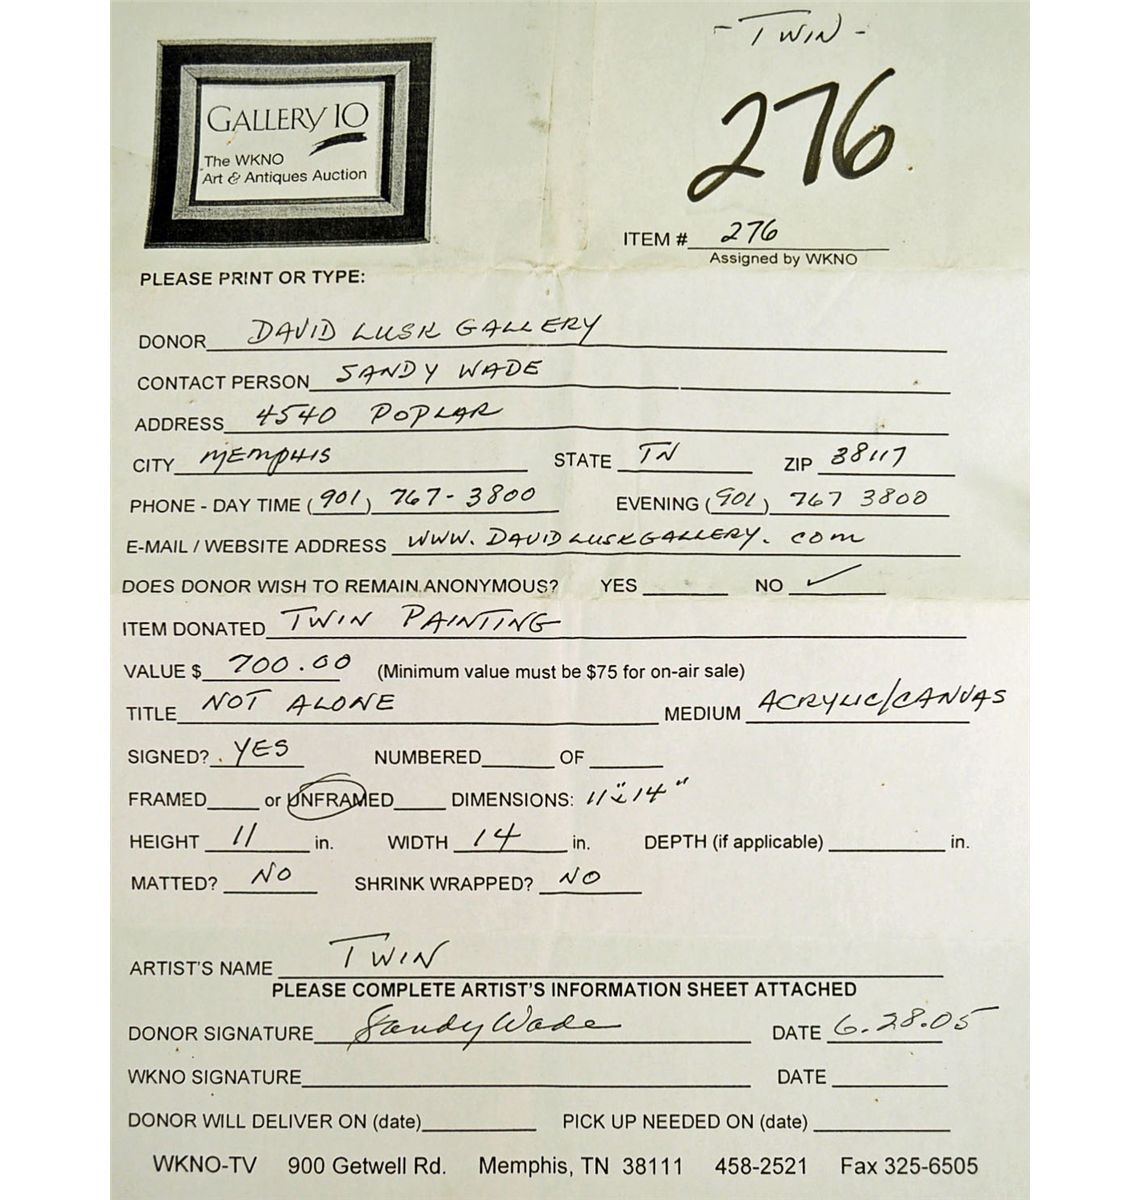 - TWIN -
276
GALLERY 10
The WKNO
Art & Antiques Auction
ITEM # 276
Assigned by WKNO
PLEASE PRINT OR TYPE:
DONOR DAVID LUSK GALLERY
CONTACT PERSON SANDY WADE
ADDRESS 4540 POPLAR
CITY MEMPHIS STATE TN ZIP 38117
PHONE - DAY TIME (901) 767-3800 EVENING (901) 767 3800
E-MAIL / WEBSITE ADDRESS WWW.DAVIDLUSKGALLERY.COM
DOES DONOR WISH TO REMAIN ANONYMOUS? YES NO ✓
ITEM DONATED TWIN PAINTING
VALUE $ 700.00 (Minimum value must be $75 for on-air sale)
TITLE NOT ALONE MEDIUM ACRYLIC/CANVAS
SIGNED? YES NUMBERED OF
FRAMED or UNFRAMED DIMENSIONS: 11"x14"
HEIGHT 11 in. WIDTH 14 in. DEPTH (if applicable) in.
MATTED? NO SHRINK WRAPPED? NO
ARTIST'S NAME TWIN
PLEASE COMPLETE ARTIST'S INFORMATION SHEET ATTACHED
DONOR SIGNATURE Sandy Wade DATE 6.28.05
WKNO SIGNATURE DATE
DONOR WILL DELIVER ON (date) PICK UP NEEDED ON (date)
WKNO-TV 900 Getwell Rd. Memphis, TN 38111 458-2521 Fax 325-6505